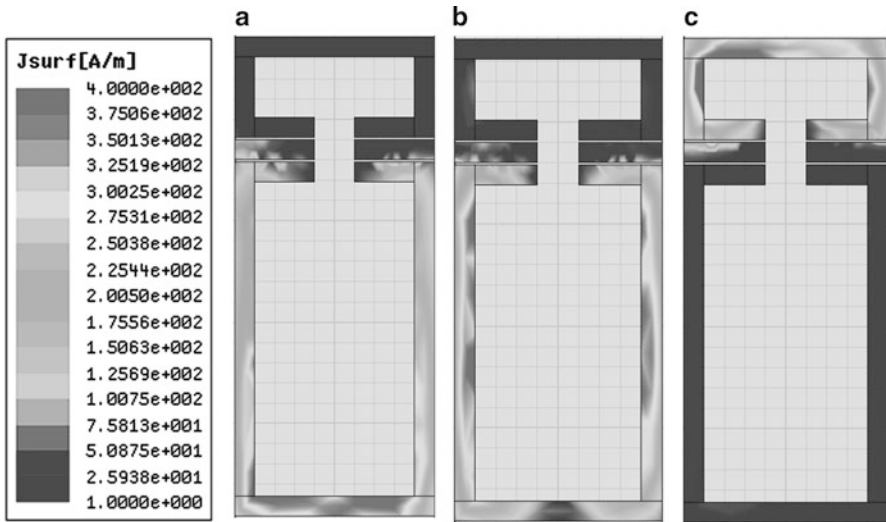 a b c
Jsurf[A/m]
4.0000e+002
3.7506e+002
3.5013e+002
3.2519e+002
3.0025e+002
2.7531e+002
2.5038e+002
2.2544e+002
2.0050e+002
1.7556e+002
1.5063e+002
1.2569e+002
1.0075e+002
7.5813e+001
5.0875e+001
2.5938e+001
1.0000e+000